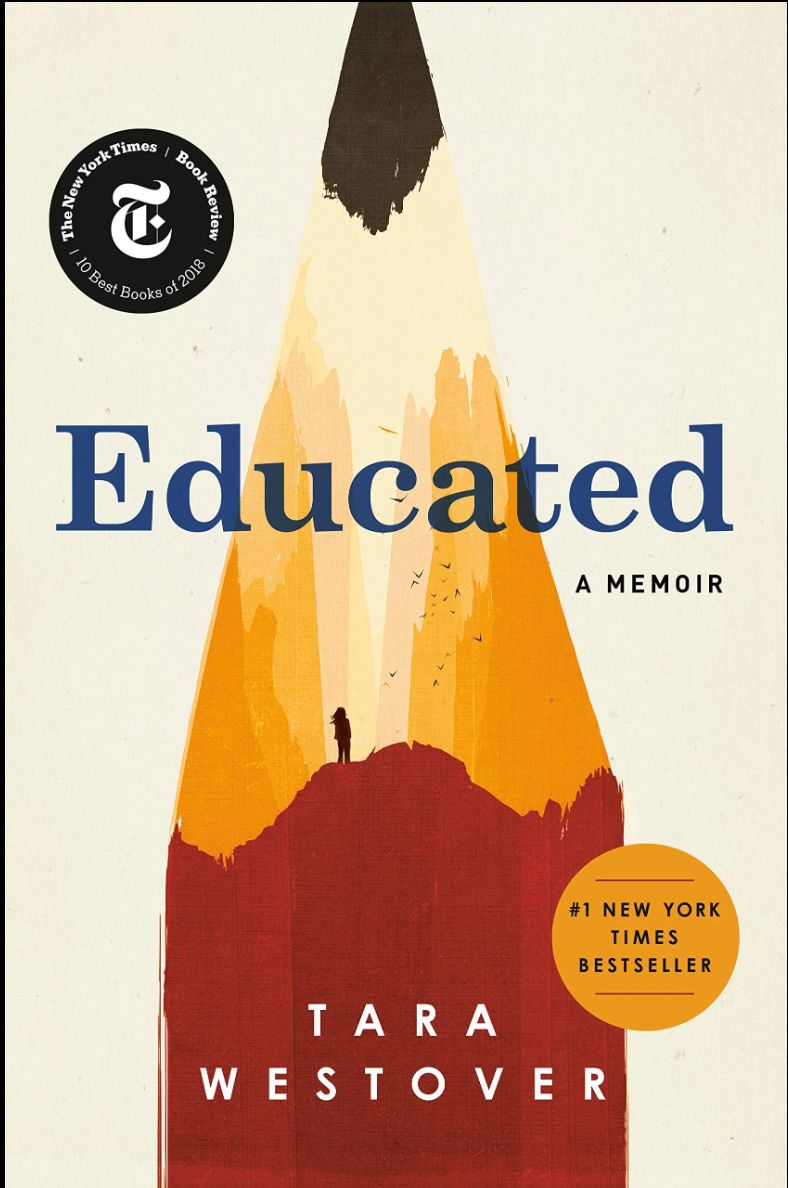 The New York Times | Book Review
T
| 10 Best Books of 2018 |
Educated
A MEMOIR
#1 NEW YORK
TIMES
BESTSELLER
TARA
WESTOVER